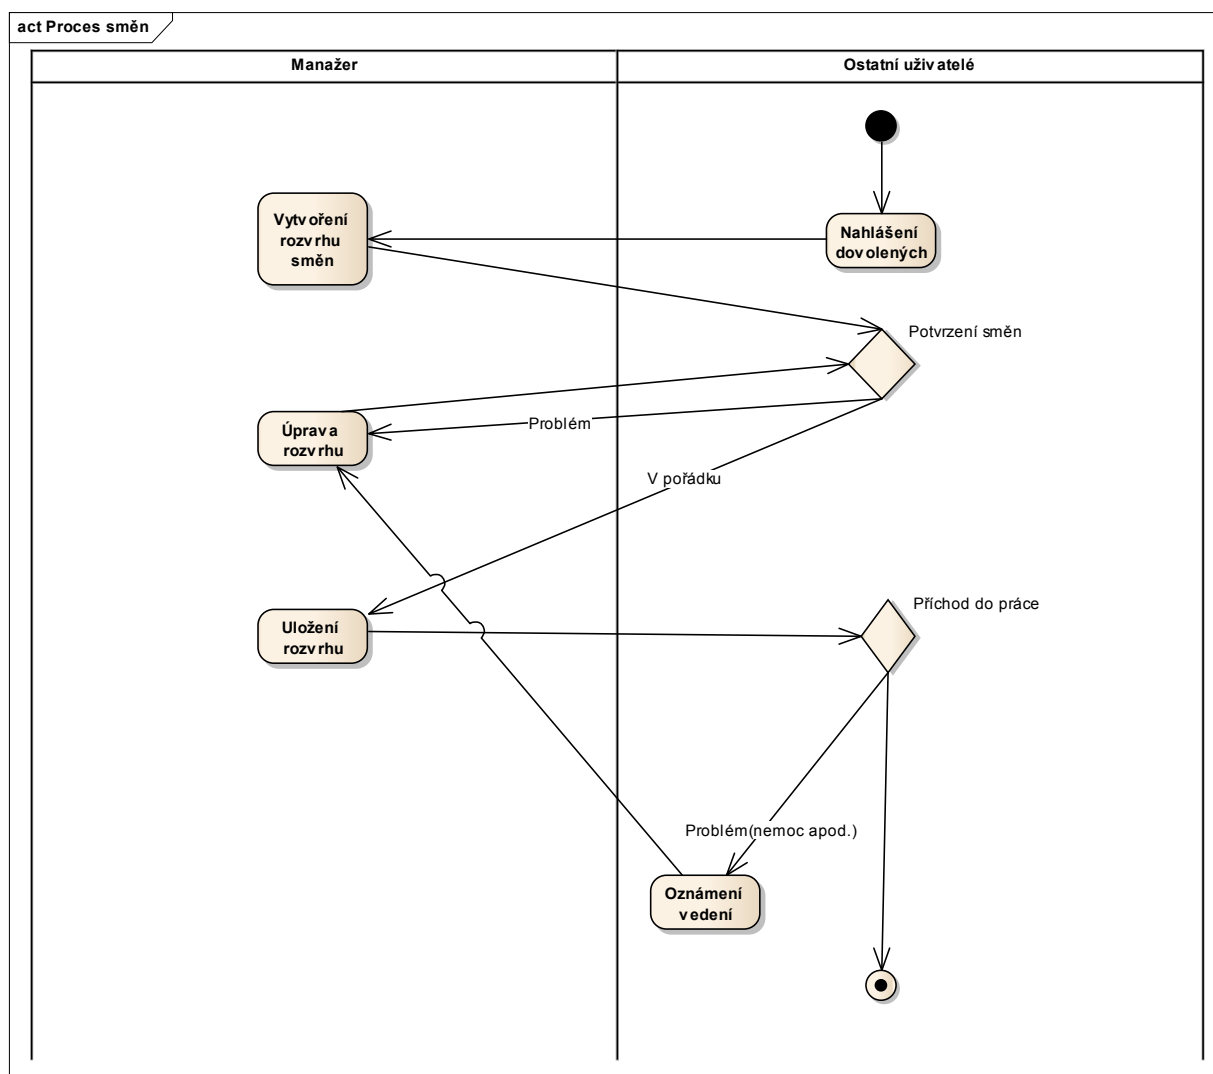 act Proces směn
Manažer
Ostatní uživatelé
Vytvoření
rozvrhu
směn
Nahlášení
dovolených
Potvrzení směn
Úprava
rozvrhu
Problém
V pořádku
Uložení
rozvrhu
Příchod do práce
Problém(nemoc apod.)
Oznámení
vedení